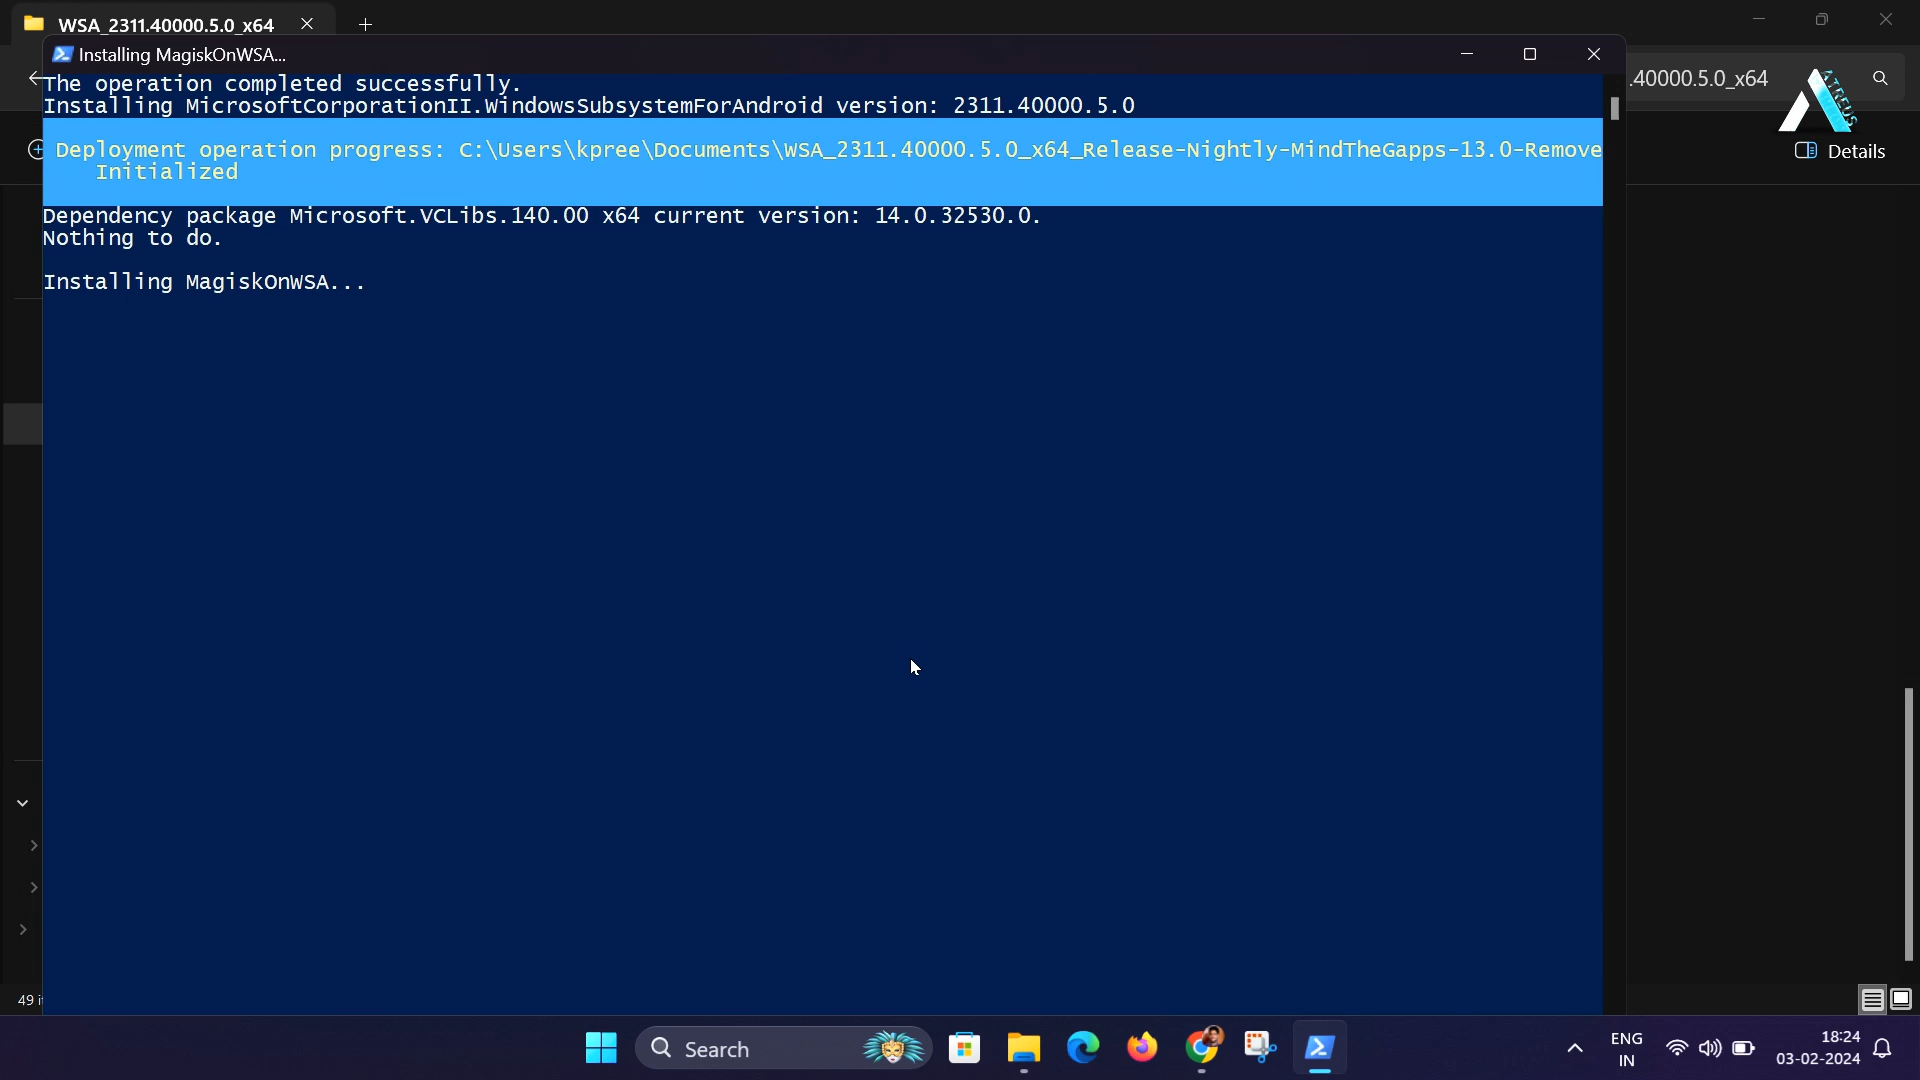 WSA_2311.40000.5.0_x64
Installing MagiskOnWSA...
.40000.5.0_x64
ATREUS
Details
The operation completed successfully.
Installing MicrosoftCorporationII.WindowsSubsystemForAndroid version: 2311.40000.5.0
Deployment operation progress: C:\Users\kpree\Documents\WSA_2311.40000.5.0_x64_Release-Nightly-MindTheGapps-13.0-Remove
Initialized
Dependency package Microsoft.VCLibs.140.00 x64 current version: 14.0.32530.0.
Nothing to do.
Installing MagiskOnWSA...
49 it
Search
ENG
IN
18:24
03-02-2024